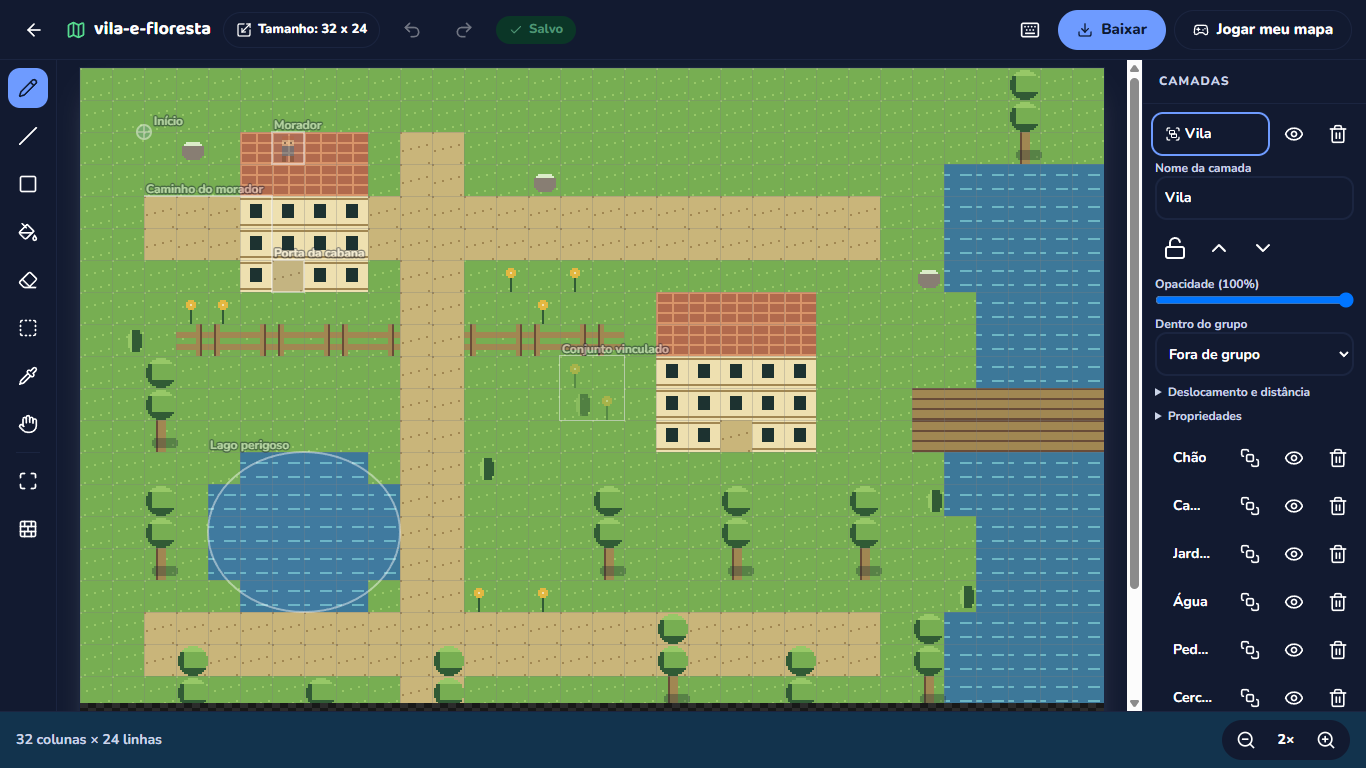 vila-e-floresta
Tamanho: 32 x 24
Salvo
Baixar
Jogar meu mapa
CAMADAS
Vila
Nome da camada
Vila
Opacidade (100%)
Dentro do grupo
Fora de grupo
Deslocamento e distância
Propriedades
Chão
Ca...
Jard...
Água
Ped...
Cerc...
Início
Morador
Caminho do morador
Porta da cabana
Conjunto vinculado
Lago perigoso
32 colunas × 24 linhas
2×